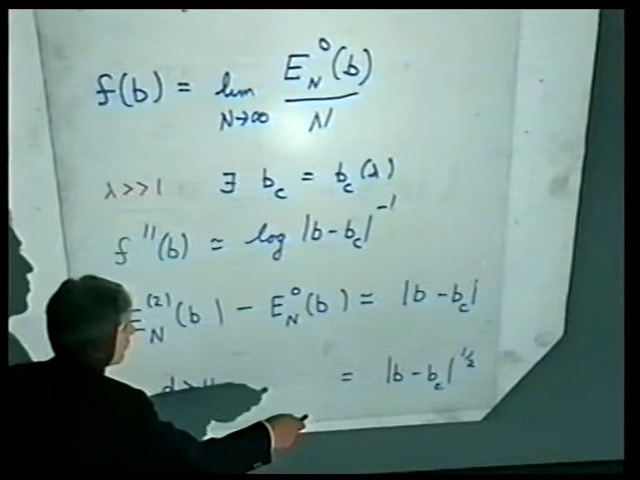 f(b) = lim N→∞ E_N^0(b) / N
λ>>1 ∃ b_c = b_c(λ)
f''(b) ≃ log |b-b_c|^-1
E_N^(2)(b) - E_N^0(b) = |b-b_c|
= |b-b_c|^1/2